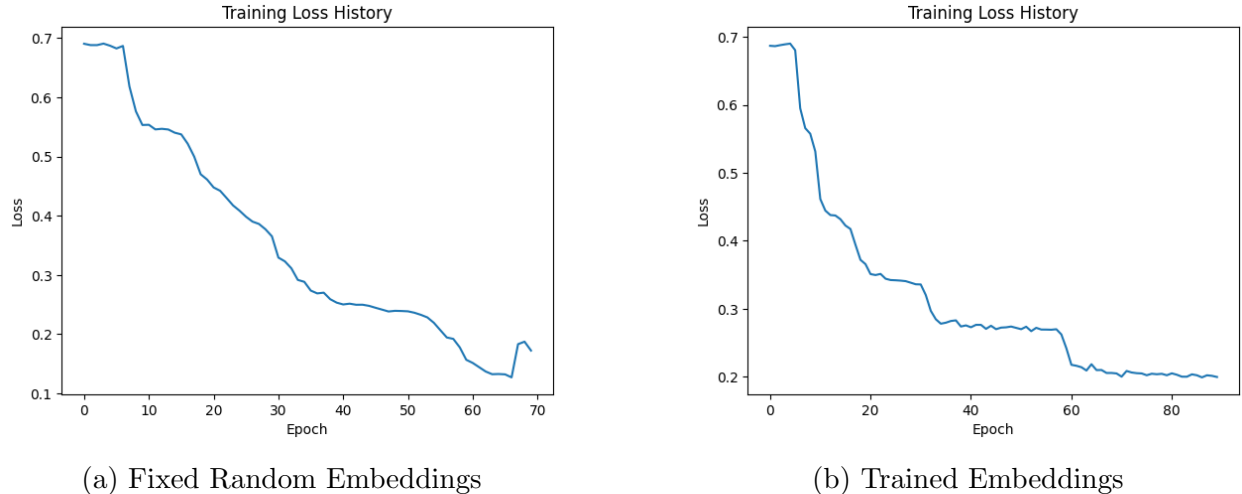 Training Loss History
0.7
0.6
0.5
0.4
0.3
0.2
0.1
Loss
0 10 20 30 40 50 60 70
Epoch
(a) Fixed Random Embeddings
Training Loss History
0.7
0.6
0.5
0.4
0.3
0.2
Loss
0 20 40 60 80
Epoch
(b) Trained Embeddings